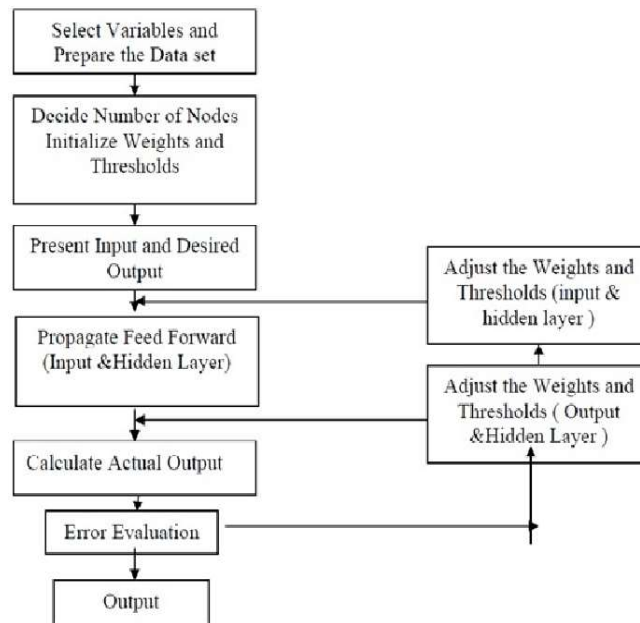 Select Variables and
Prepare the Data set
Decide Number of Nodes
Initialize Weights and
Thresholds
Present Input and Desired
Output
Propagate Feed Forward
(Input &Hidden Layer)
Calculate Actual Output
Error Evaluation
Output
Adjust the Weights and
Thresholds (input &
hidden layer )
Adjust the Weights and
Thresholds ( Output
&Hidden Layer )